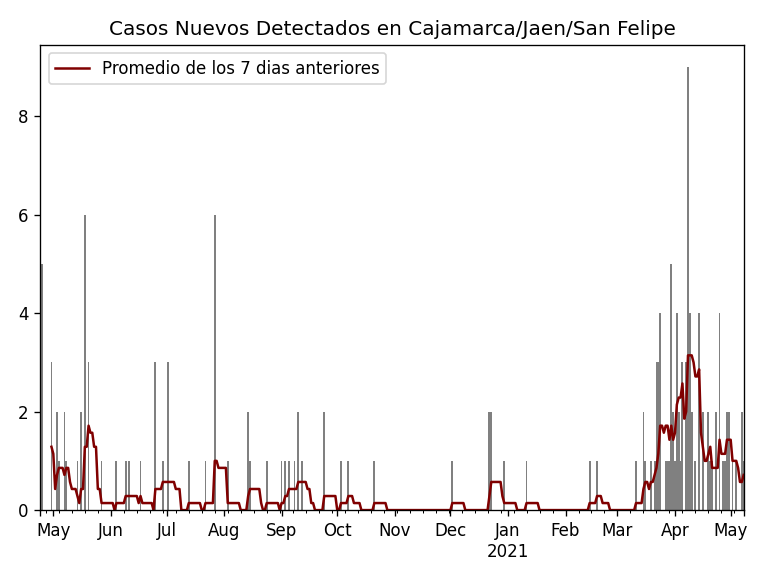 Casos Nuevos Detectados en Cajamarca/Jaen/San Felipe
Promedio de los 7 dias anteriores
8
6
4
2
0
May Jun Jul Aug Sep Oct Nov Dec Jan Feb Mar Apr May
2021